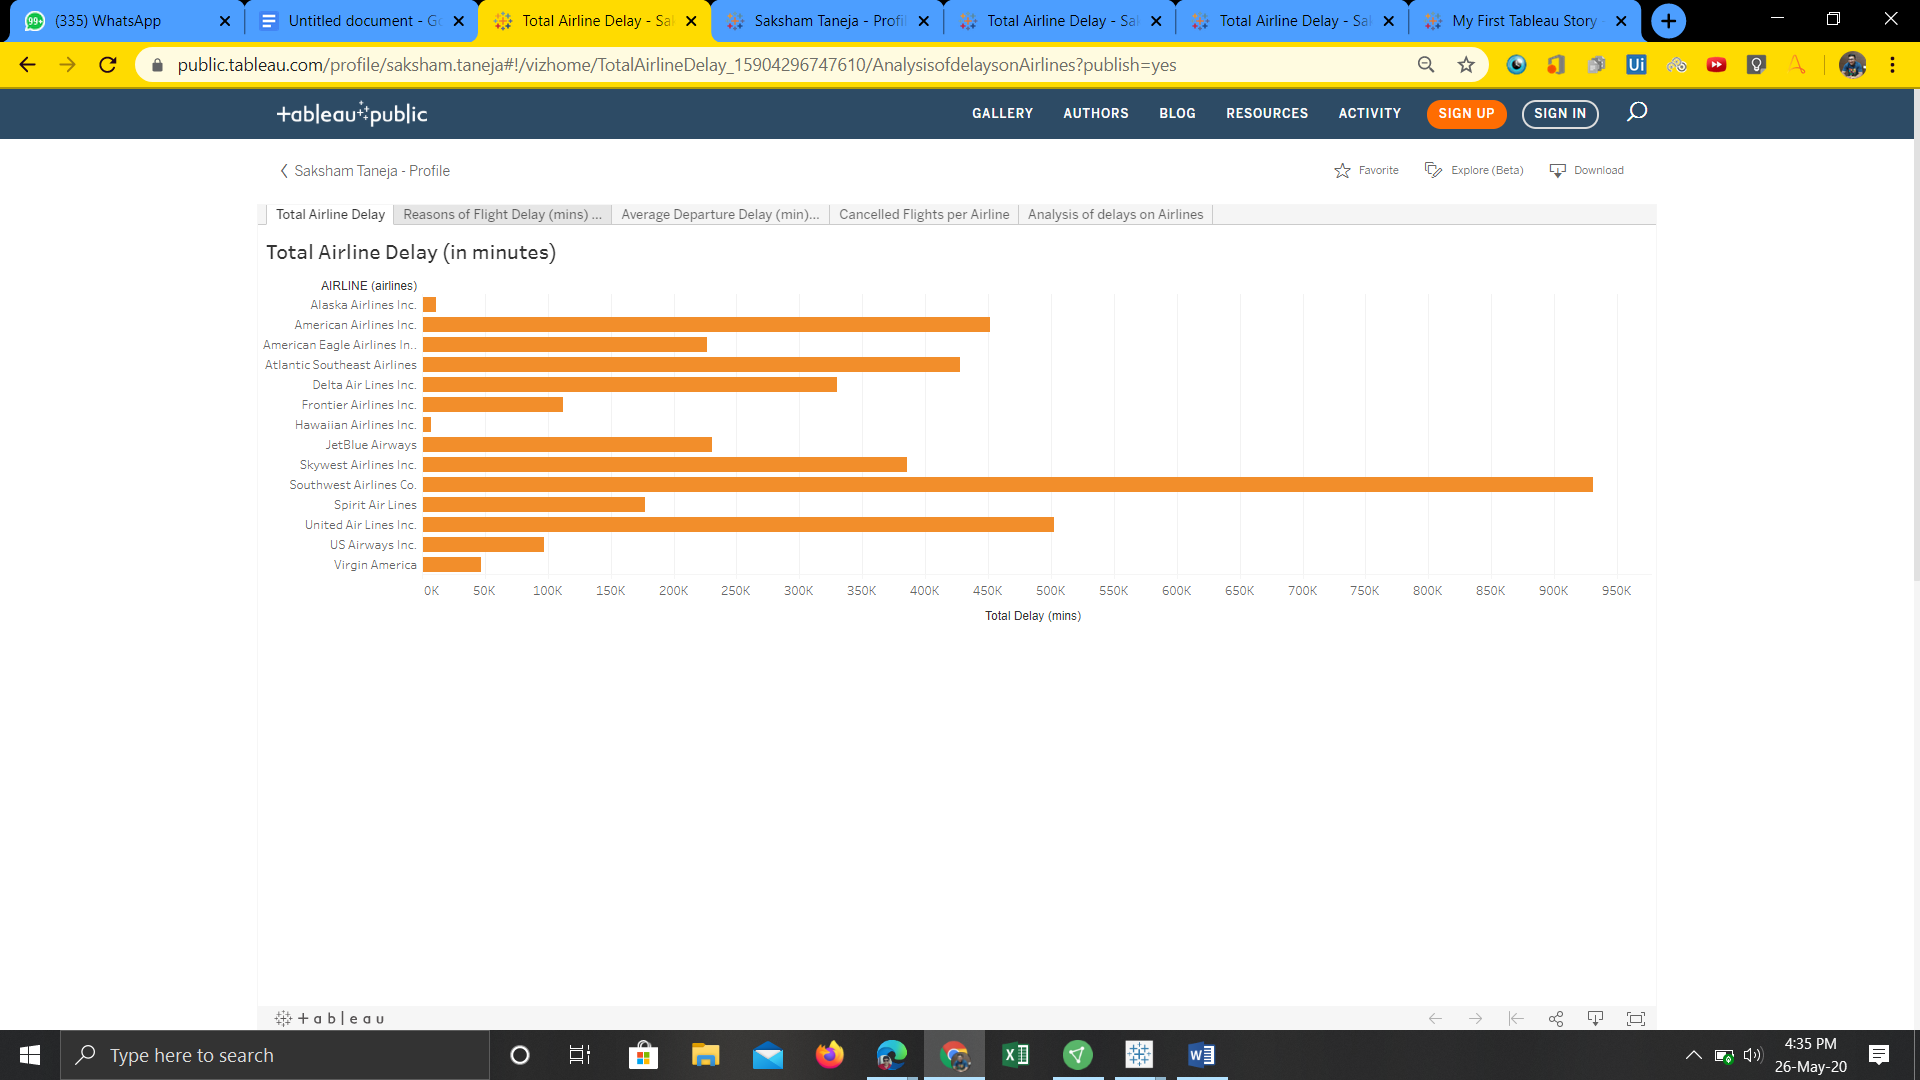 (335) WhatsApp
Untitled document - Go
Total Airline Delay - Sak
Saksham Taneja - Profil
Total Airline Delay - Sa
Total Airline Delay - Sal
My First Tableau Story -
public.tableau.com/profile/saksham.taneja#!/vizhome/TotalAirlineDelay_15904296747610/AnalysisofdelaysonAirlines?publish=yes
+ableau public
GALLERY
AUTHORS
BLOG
RESOURCES
ACTIVITY
SIGN UP
SIGN IN
Saksham Taneja - Profile
Favorite
Explore (Beta)
Download
Total Airline Delay
Reasons of Flight Delay (mins) ...
Average Departure Delay (min)...
Cancelled Flights per Airline
Analysis of delays on Airlines
Total Airline Delay (in minutes)
AIRLINE (airlines)
Alaska Airlines Inc.
American Airlines Inc.
American Eagle Airlines In..
Atlantic Southeast Airlines
Delta Air Lines Inc.
Frontier Airlines Inc.
Hawaiian Airlines Inc.
JetBlue Airways
Skywest Airlines Inc.
Southwest Airlines Co.
Spirit Air Lines
United Air Lines Inc.
US Airways Inc.
Virgin America
0K 50K 100K 150K 200K 250K 300K 350K 400K 450K 500K 550K 600K 650K 700K 750K 800K 850K 900K 950K
Total Delay (mins)
+ableau
Type here to search
4:35 PM
26-May-20